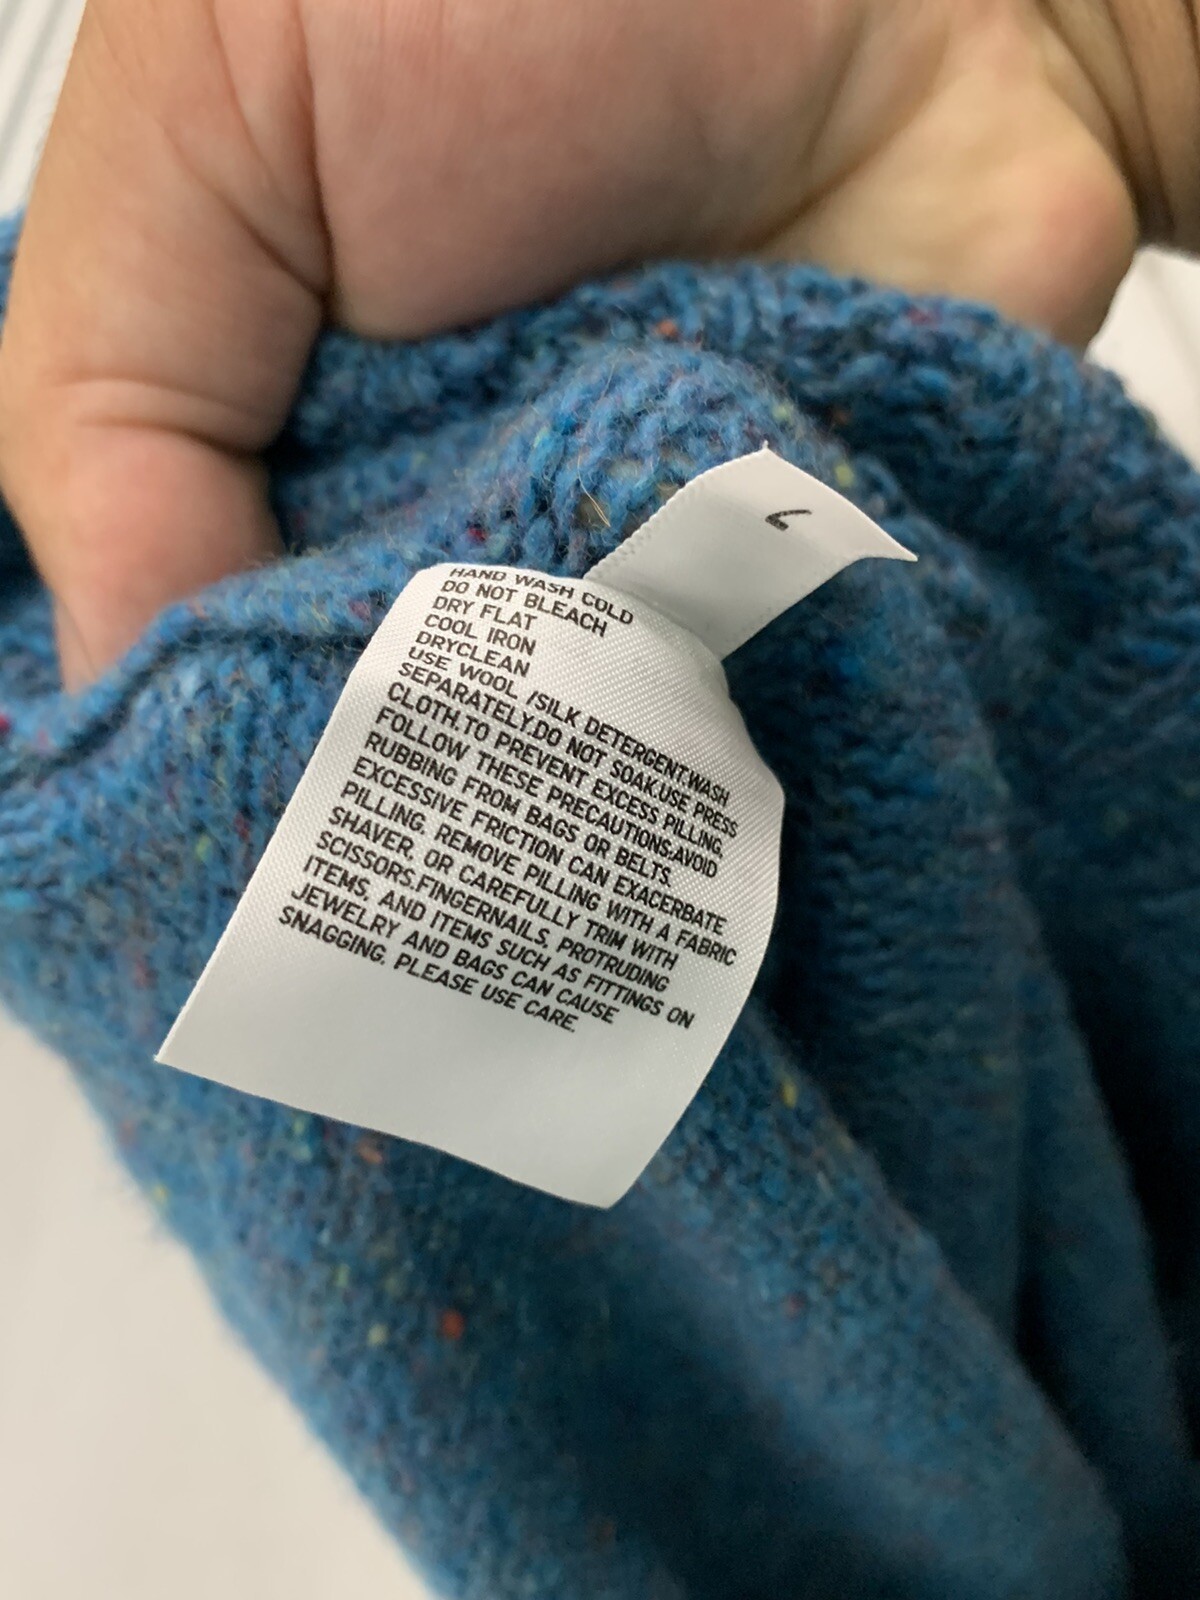 L
HAND WASH COLD
DO NOT BLEACH
DRY FLAT
COOL IRON
DRYCLEAN
USE WOOL /SILK DETERGENT.WASH
SEPARATELY.DO NOT SOAK.USE PRESS
CLOTH.TO PREVENT EXCESS PILLING,
FOLLOW THESE PRECAUTIONS:AVOID
RUBBING FROM BAGS OR BELTS.
EXCESSIVE FRICTION CAN EXACERBATE
PILLING. REMOVE PILLING WITH A FABRIC
SHAVER, OR CAREFULLY TRIM WITH
SCISSORS.FINGERNAILS, PROTRUDING
ITEMS, AND ITEMS SUCH AS FITTINGS ON
JEWELRY AND BAGS CAN CAUSE
SNAGGING. PLEASE USE CARE.